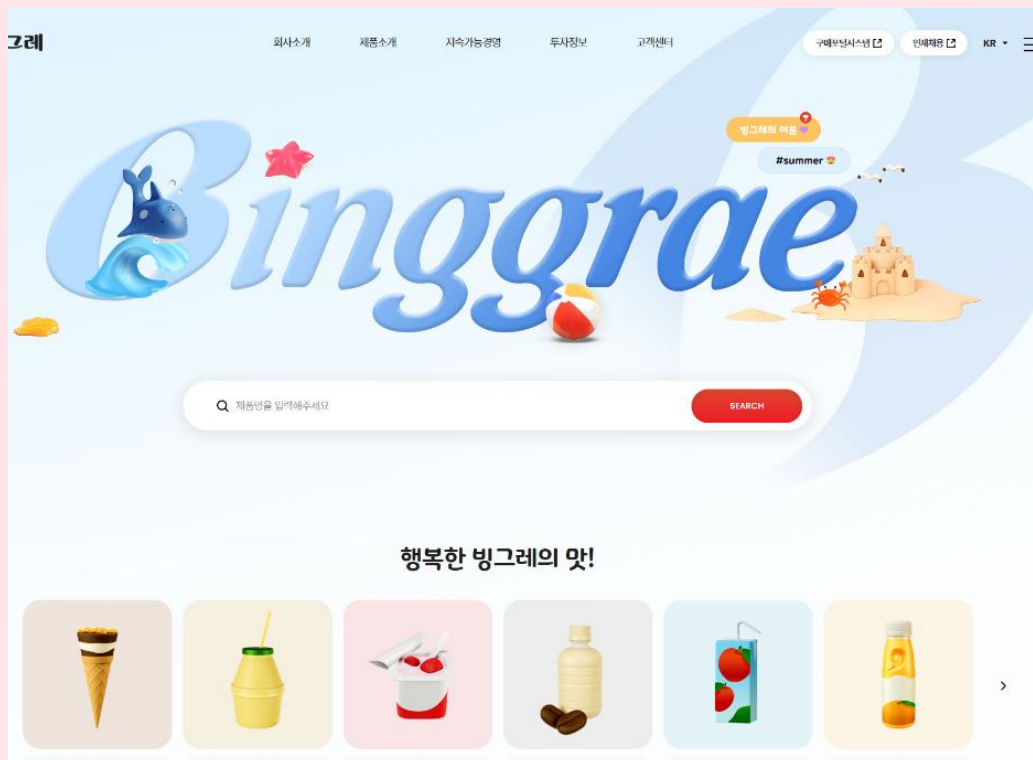 그레
회사소개
제품소개
지속가능경영
투자정보
고객센터
구매포털시스템
인재채용
KR
빙그레의 여름
#summer
Binggrae
제품명을 입력해주세요
SEARCH
행복한 빙그레의 맛!